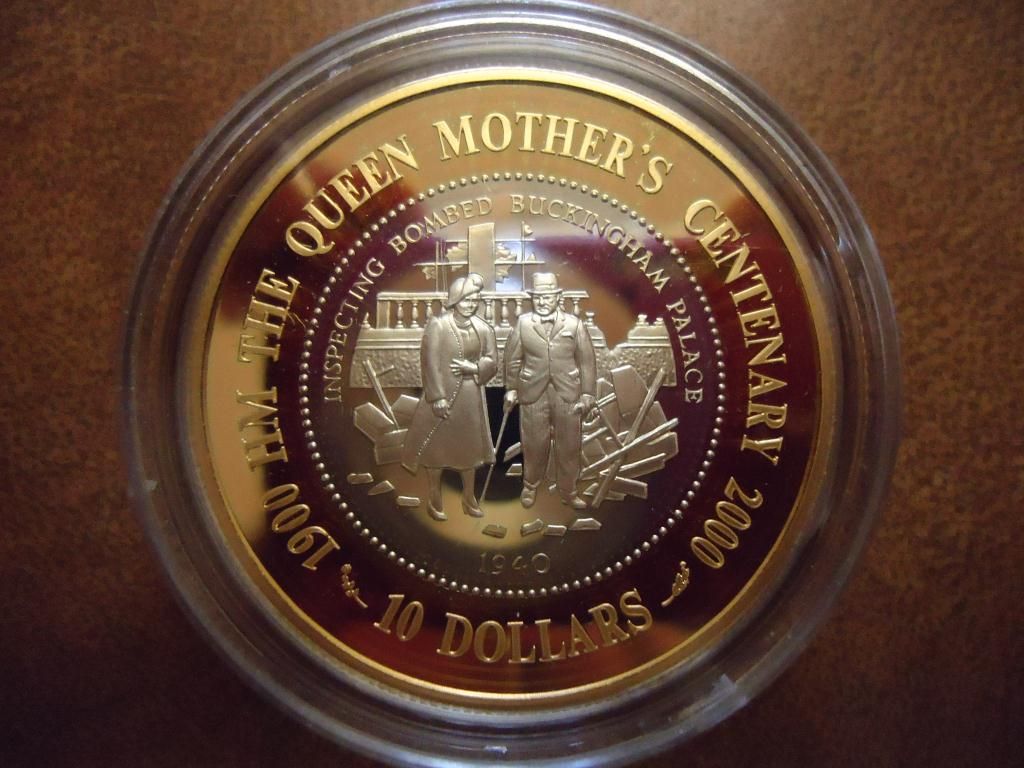 1900 HM THE QUEEN MOTHER'S CENTENARY 2000
INSPECTING BOMBED BUCKINGHAM PALACE
1940
10 DOLLARS